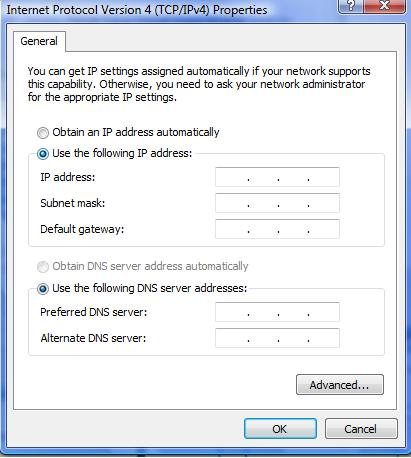 Internet Protocol Version 4 (TCP/IPv4) Properties
General
You can get IP settings assigned automatically if your network supports
this capability. Otherwise, you need to ask your network administrator
for the appropriate IP settings.
Obtain an IP address automatically
Use the following IP address:
IP address:
Subnet mask:
Default gateway:
Obtain DNS server address automatically
Use the following DNS server addresses:
Preferred DNS server:
Alternate DNS server:
Advanced...
OK
Cancel